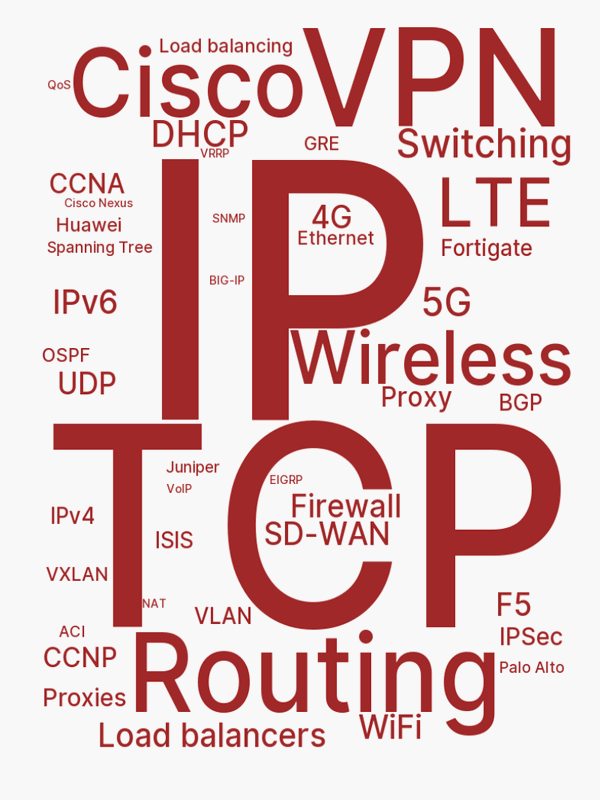 Load balancing
QoS
Cisco
VPN
DHCP
VRRP
GRE
Switching
CCNA
Cisco Nexus
Huawei
Spanning Tree
IP
SNMP
4G
Ethernet
LTE
Fortigate
BIG-IP
IPv6
5G
Wireless
OSPF
UDP
Proxy
BGP
TCP
Juniper
VoIP
EIGRP
Firewall
SD-WAN
IPv4
ISIS
VXLAN
NAT
VLAN
F5
ACI
IPSec
CCNP
Routing
Palo Alto
Proxies
WiFi
Load balancers